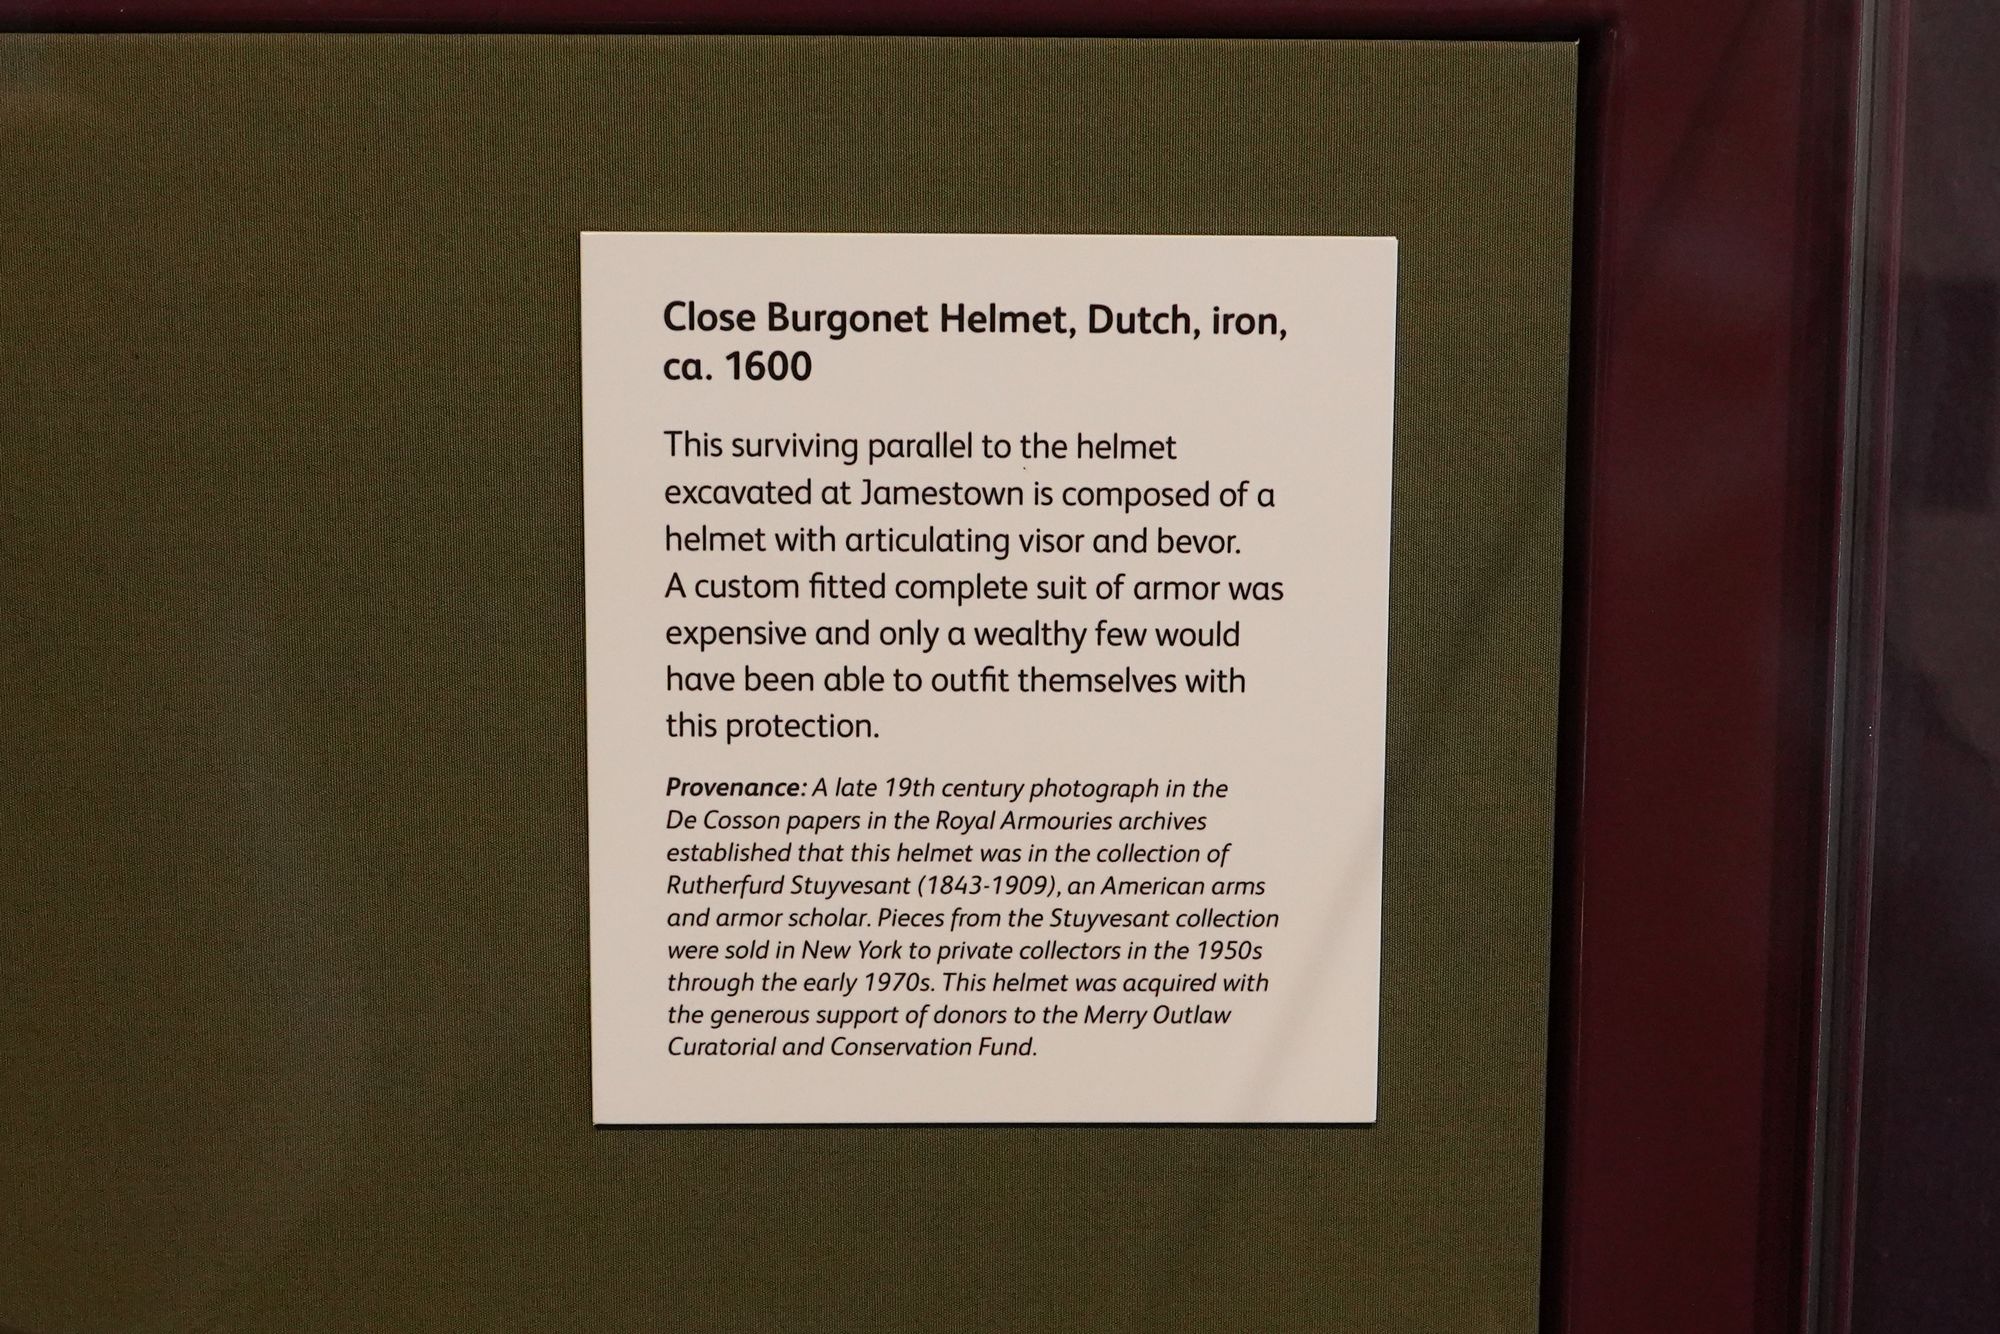 Close Burgonet Helmet, Dutch, iron,
ca. 1600
This surviving parallel to the helmet
excavated at Jamestown is composed of a
helmet with articulating visor and bevor.
A custom fitted complete suit of armor was
expensive and only a wealthy few would
have been able to outfit themselves with
this protection.
Provenance: A late 19th century photograph in the
De Cosson papers in the Royal Armouries archives
established that this helmet was in the collection of
Rutherfurd Stuyvesant (1843-1909), an American arms
and armor scholar. Pieces from the Stuyvesant collection
were sold in New York to private collectors in the 1950s
through the early 1970s. This helmet was acquired with
the generous support of donors to the Merry Outlaw
Curatorial and Conservation Fund.